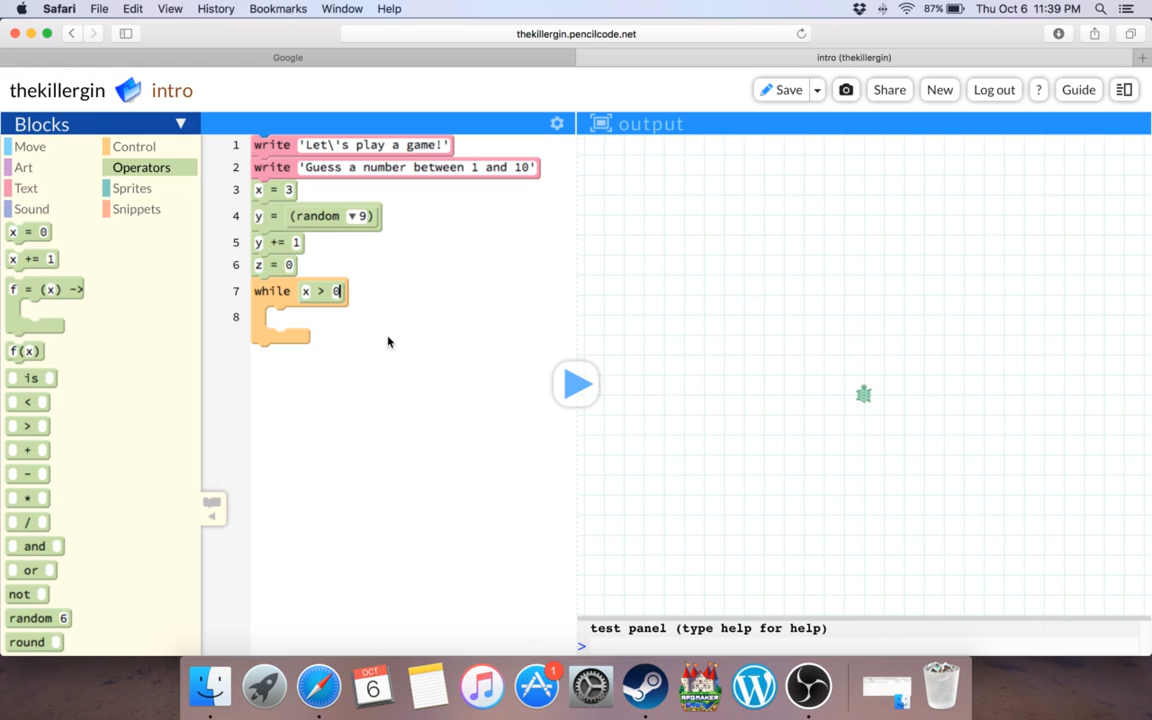 Safari File Edit View History Bookmarks Window Help 87% Thu Oct 6 11:39 PM
thekillergin.pencilcode.net
Google intro (thekillergin)
thekillergin intro Save Share New Log out ? Guide
Blocks output
Move Control
Art Operators
Text Sprites
Sound Snippets
x = 0
x += 1
f = (x) ->
f(x)
is
<
>
+
-
*
/
and
or
not
random 6
round
1 write 'Let\'s play a game!'
2 write 'Guess a number between 1 and 10'
3 x = 3
4 y = (random 9)
5 y += 1
6 z = 0
7 while x > 0
8
test panel (type help for help)
>
OCT
6
1
RPGMAKER